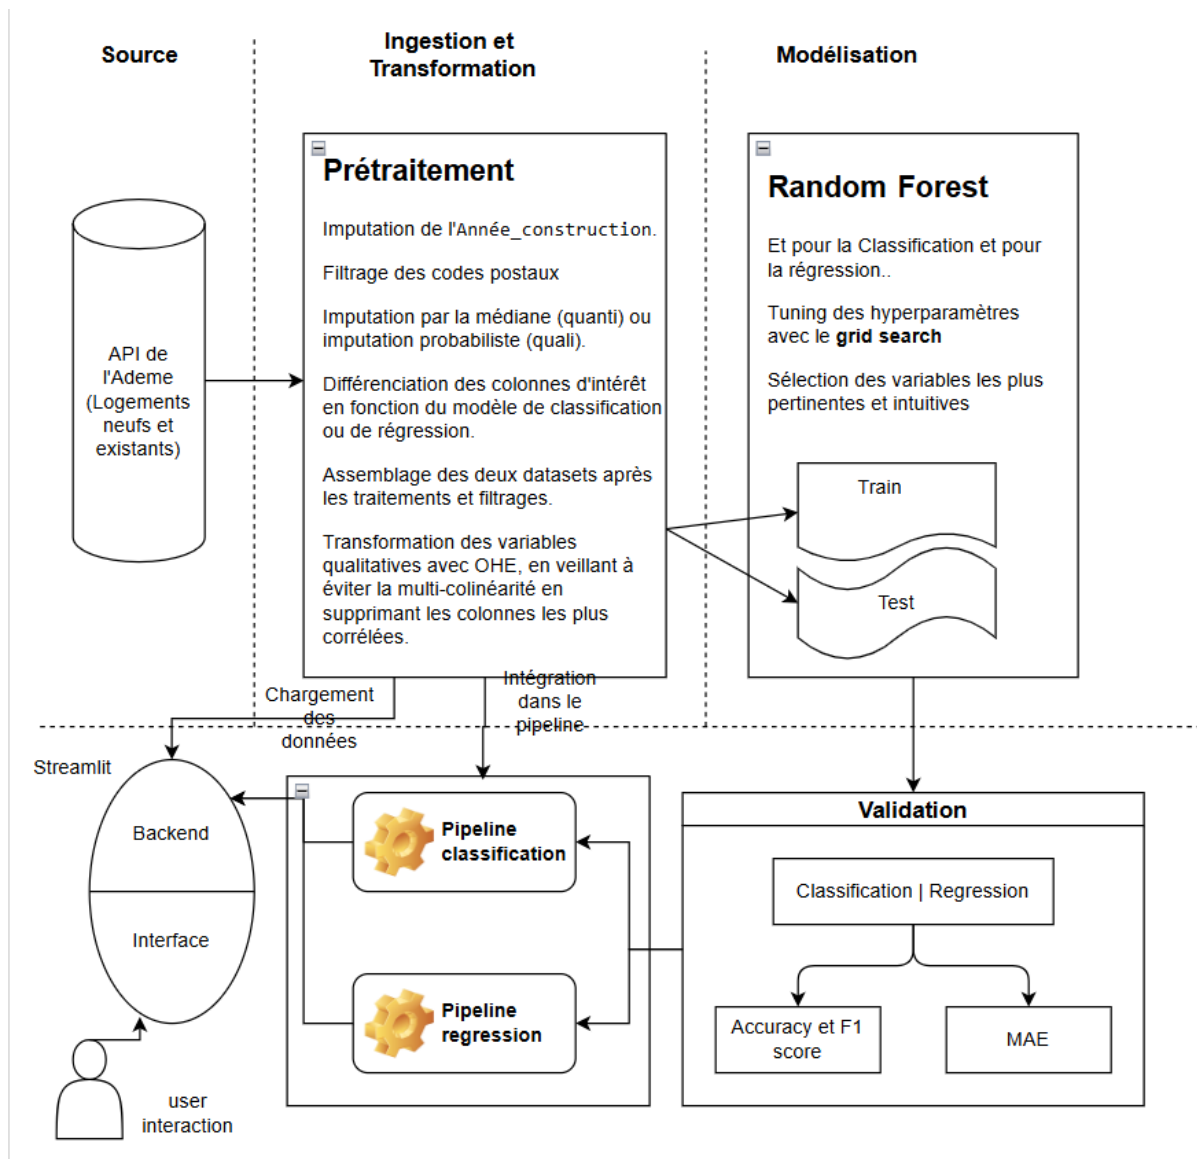 Source
Ingestion et
Transformation
Modélisation
API de
l'Ademe
(Logements
neufs et
existants)
Prétraitement
Imputation de l'Année_construction.
Filtrage des codes postaux
Imputation par la médiane (quanti) ou
imputation probabiliste (quali).
Différenciation des colonnes d'intérêt
en fonction du modèle de classification
ou de régression.
Assemblage des deux datasets après
les traitements et filtrages.
Transformation des variables
qualitatives avec OHE, en veillant à
éviter la multi-colinéarité en
supprimant les colonnes les plus
corrélées.
Random Forest
Et pour la Classification et pour
la régression..
Tuning des hyperparamètres
avec le grid search
Sélection des variables les plus
pertinentes et intuitives
Train
Test
Chargement
des
données
Intégration
dans le
pipeline
Streamlit
Backend
Interface
user
interaction
Pipeline
classification
Pipeline
regression
Validation
Classification | Regression
Accuracy et F1
score
MAE